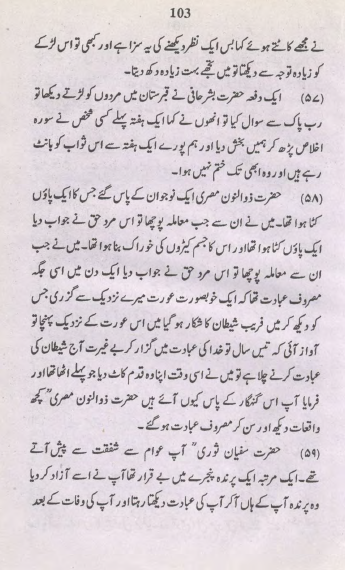 103
نے مجھے کاٹتے ہوئے کہا بس ایک نظر دیکھنے کی یہ سزا ہے اور کبھی تو اس لڑکے
کو زیادہ توجہ سے دیکھتا تو میں تجھے بہت زیادہ دکھ دیتا۔
(۵۷) ایک دفعہ حضرت بشر حافی نے قبرستان میں مردوں کو لڑتے دیکھا تو
رب پاک سے سوال کیا تو انھوں نے کہا ایک ہفتہ پہلے کسی شخص نے سورہ
اخلاص پڑھ کر ہمیں بخش دیا اور ہم پورے ایک ہفتہ سے اس ثواب کو بانٹ
رہے ہیں اور وہ ابھی تک ختم نہیں ہوا۔
(۵۸) حضرت ذوالنون مصری ایک نوجوان کے پاس گئے جس کا ایک پاؤں
کٹا ہوا تھا۔ میں نے ان سے جب معاملہ پوچھا تو اس مرد حق نے جواب دیا
ایک پاؤں کٹا ہوا تھا اور اس کا جسم کیڑوں کی خوراک بنا ہوا تھا۔ میں نے جب
ان سے معاملہ پوچھا تو اس مرد حق نے جواب دیا ایک دن میں اسی جگہ
مصروف عبادت تھا کہ ایک خوبصورت عورت میرے نزدیک سے گزری جس
کو دیکھ کر میں فریب شیطان کا شکار ہو گیا میں اس عورت کے نزدیک پہنچا تو
آواز آئی کہ تیس سال تو خدا کی عبادت میں گزار کر بے غیرت آج شیطان کی
عبادت کرنے چلا ہے تو میں نے اسی وقت اپنا وہ قدم کاٹ دیا جو پہلے اٹھا تھا اور
فرمایا آپ اس گنہگار کے پاس کیوں آئے ہیں حضرت ذوالنون مصریؒ کچھ
واقعات دیکھ اور سن کر مصروف عبادت ہو گئے۔
(۵۹) حضرت سفیان ثوریؒ آپ عوام سے شفقت سے پیش آتے
تھے۔ ایک مرتبہ ایک پرندہ پنجرے میں بے قرار تھا آپ نے اسے آزاد کر دیا
وہ پرندہ آپ کے ہاں آ کر آپ کی عبادت دیکھتا رہتا اور آپ کی وفات کے بعد